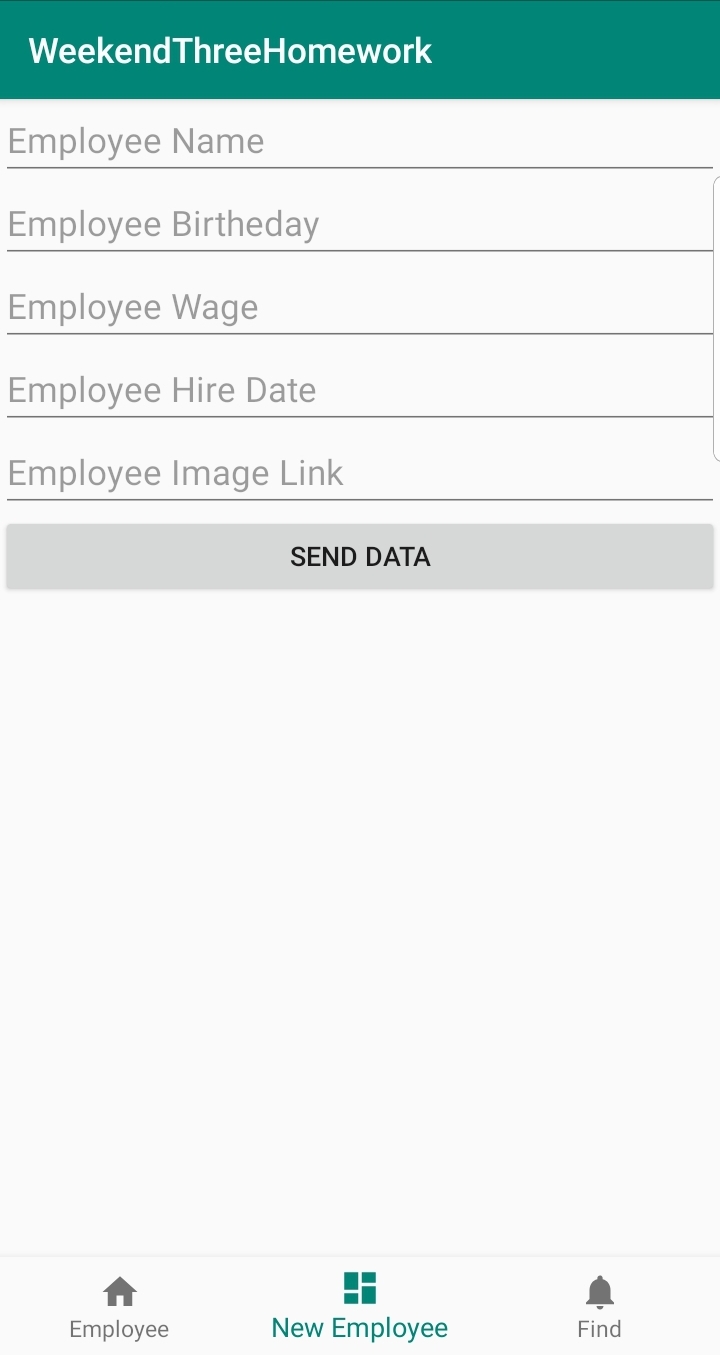 WeekendThreeHomework
Employee Name
Employee Birtheday
Employee Wage
Employee Hire Date
Employee Image Link
SEND DATA
Employee
New Employee
Find